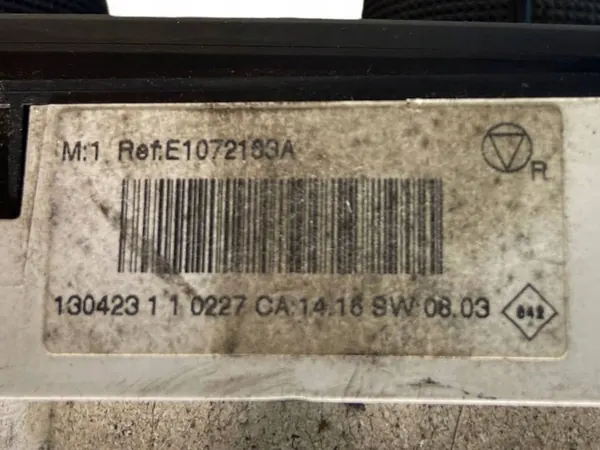 M:1 Ref:E1072183A
R
130423 1 1 0227 CA:14.16 SW 08.03
842